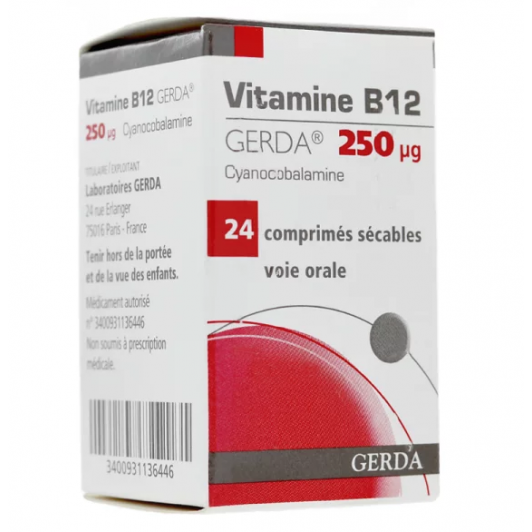 Vitamine B12 GERDA®
250 µg Cyanocobalamine
TITULAIRE / EXPLOITANT
Laboratoires GERDA
24 rue Erlanger
75016 Paris - France
Tenir hors de la portée
et de la vue des enfants.
Médicament autorisé
n° 3400931136446
Non soumis à prescription
médicale.
3400931136446
Vitamine B12
GERDA® 250 µg
Cyanocobalamine
24 comprimés sécables
voie orale
GERDA